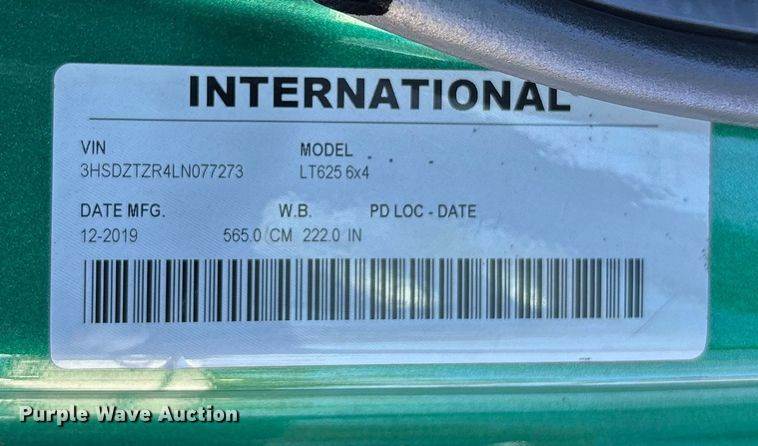 INTERNATIONAL
VIN MODEL
3HSDZTZR4LN077273 LT625 6x4
DATE MFG. W.B. PD LOC - DATE
12-2019 565.0 CM 222.0 IN
Purple Wave Auction